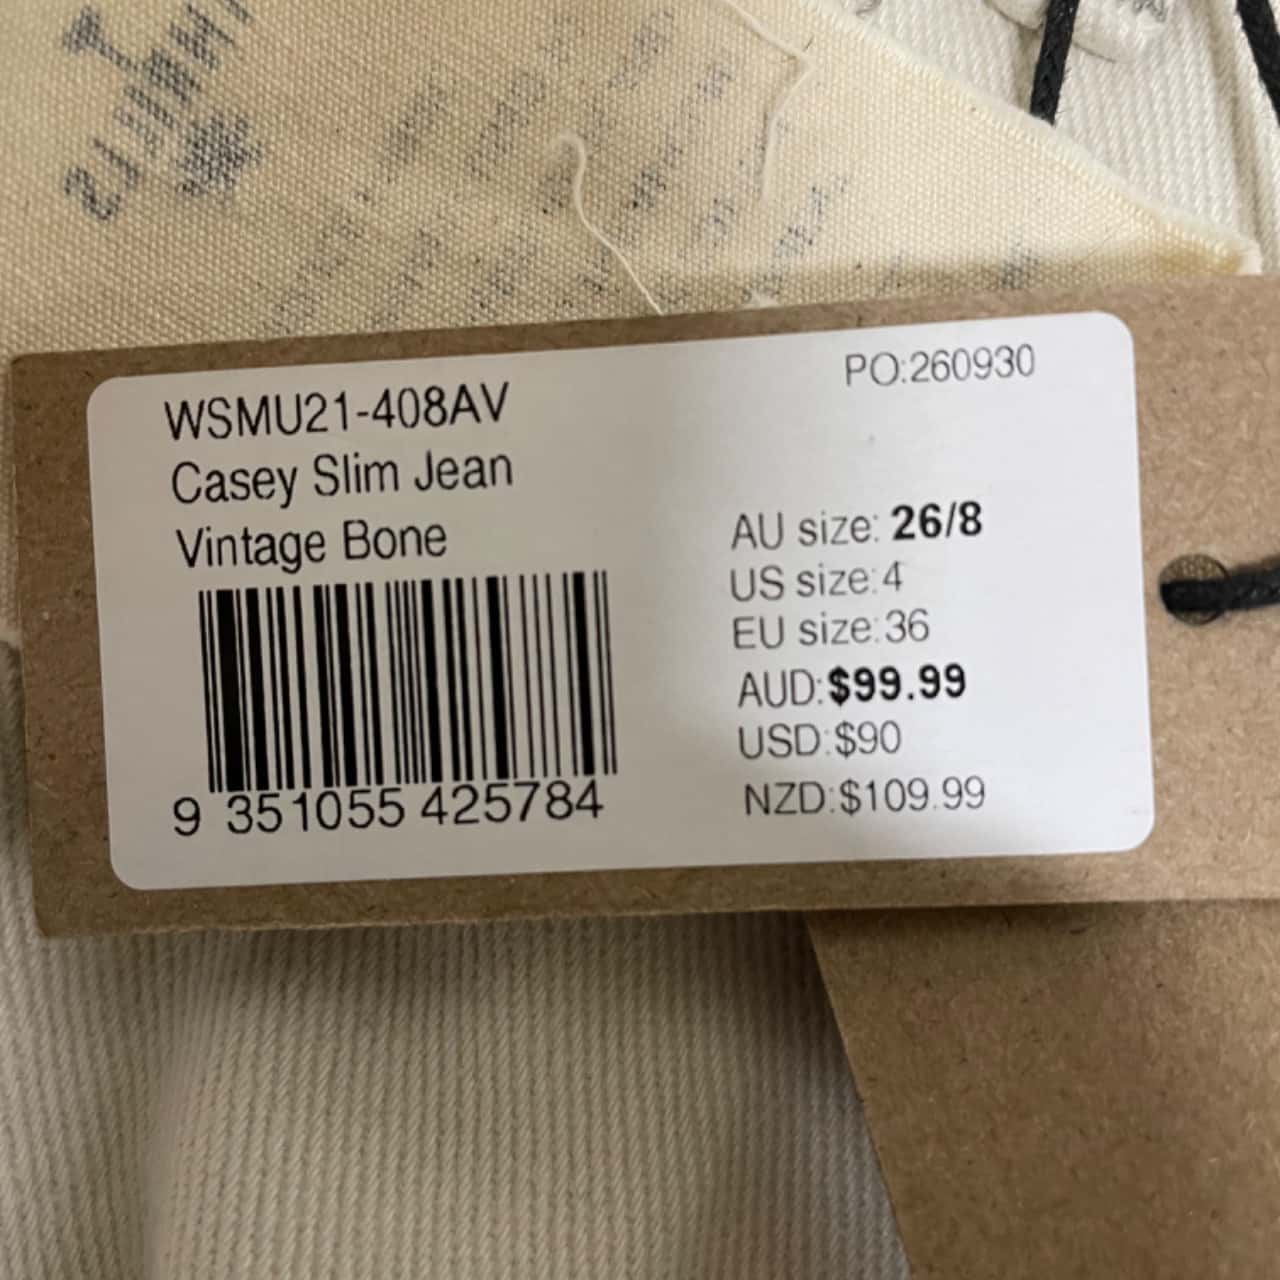 WSMU21-408AV
Casey Slim Jean
Vintage Bone
9 351055 425784
PO:260930
AU size: 26/8
US size:4
EU size:36
AUD:$99.99
USD:$90
NZD:$109.99